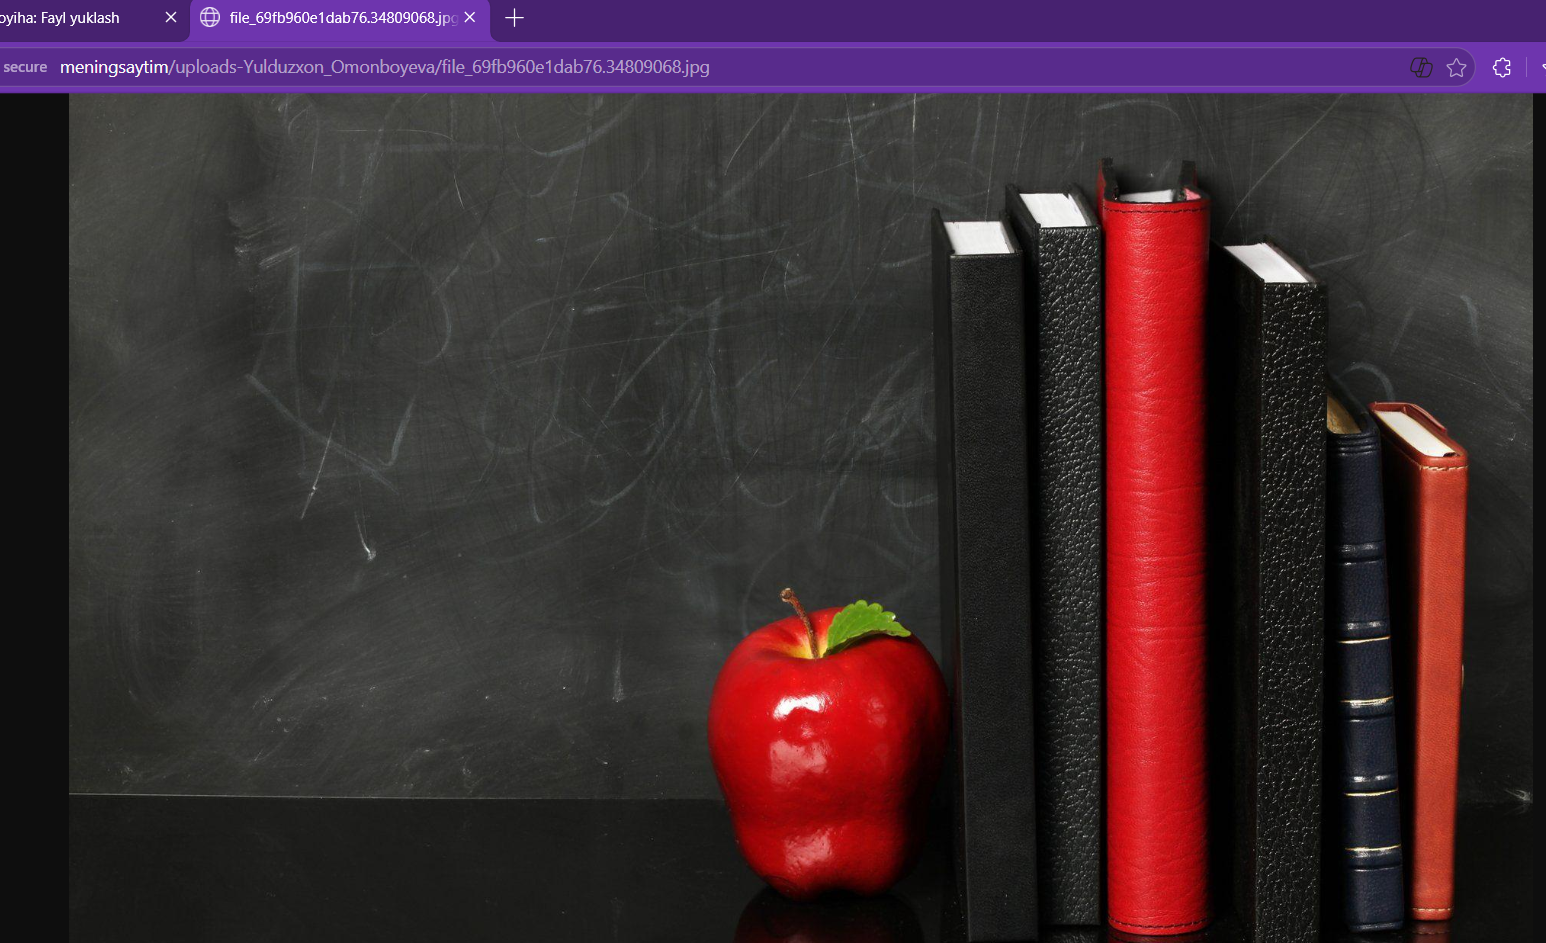 oyiha: Fayl yuklash
file_69fb960e1dab76.34809068.jpg
secure meningsaytim/uploads-Yulduzxon_Omonboyeva/file_69fb960e1dab76.34809068.jpg